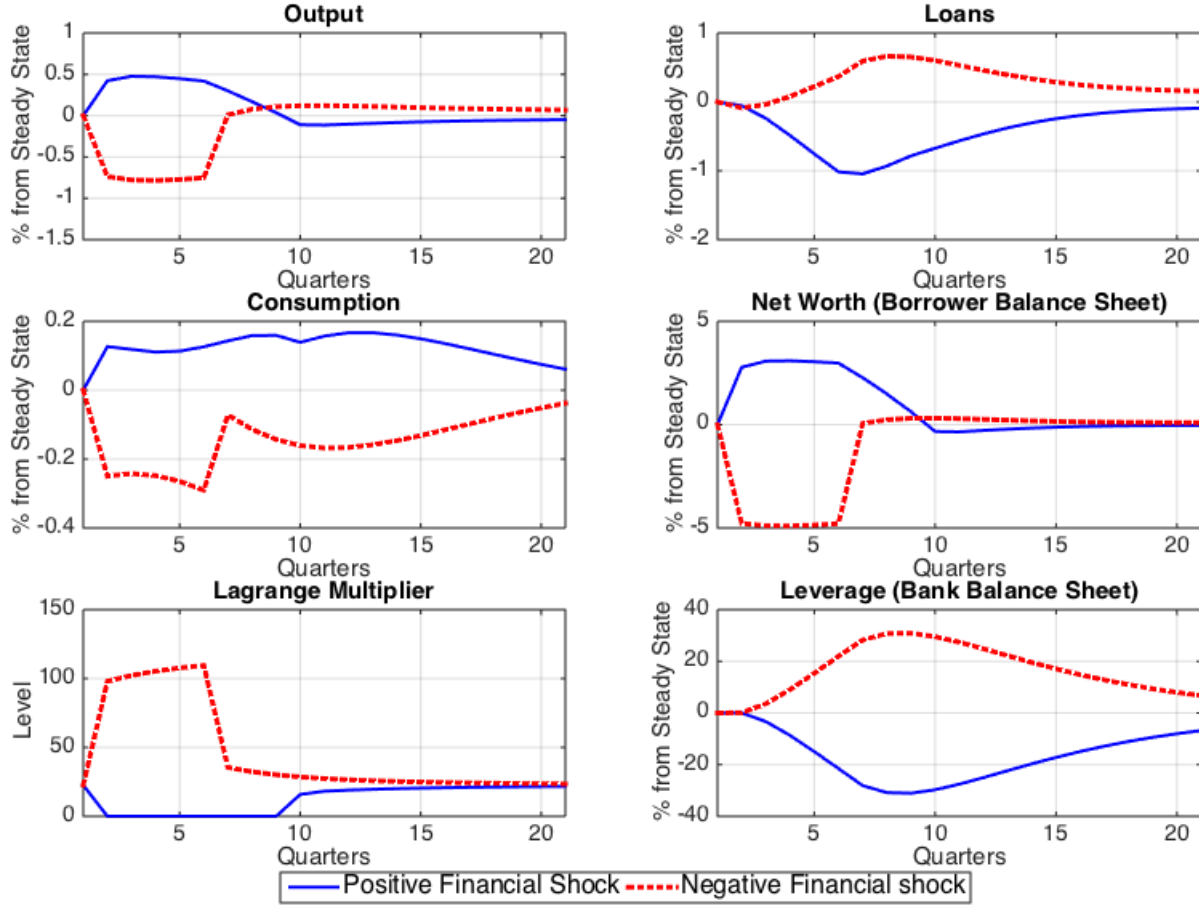 Output
% from Steady State
1
0.5
0
-0.5
-1
-1.5
5
10
15
20
Quarters
Loans
% from Steady State
2
1
0
-1
-2
5
10
15
20
Quarters
Consumption
% from Steady State
0.2
0
-0.2
-0.4
5
10
15
20
Quarters
Net Worth (Borrower Balance Sheet)
% from Steady State
5
0
-5
5
10
15
20
Quarters
Lagrange Multiplier
Level
150
100
50
0
5
10
15
20
Quarters
Leverage (Bank Balance Sheet)
% from Steady State
40
20
0
-20
-40
5
10
15
20
Quarters
Positive Financial Shock
Negative Financial shock